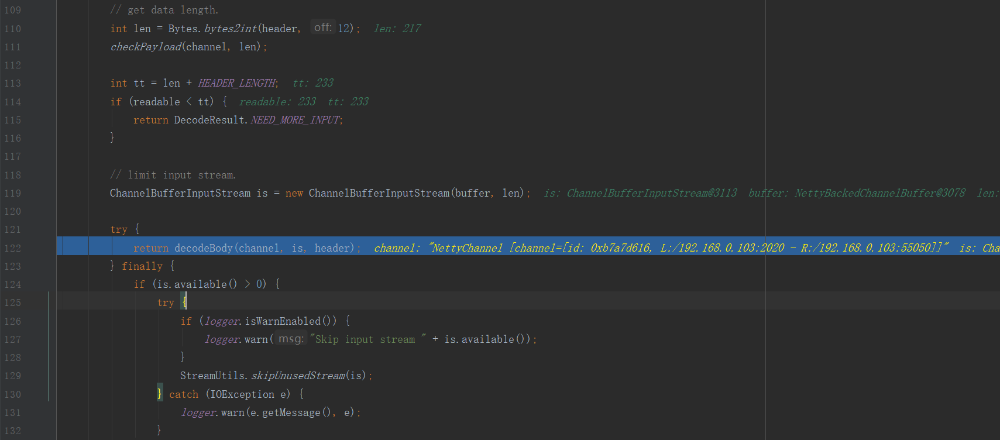 109 // get data length.
110 int len = Bytes.bytes2int(header, off: 12); len: 217
111 checkPayload(channel, len);
112
113 int tt = len + HEADER_LENGTH; tt: 233
114 if (readable < tt) { readable: 233 tt: 233
115 return DecodeResult.NEED_MORE_INPUT;
116 }
117
118 // limit input stream.
119 ChannelBufferInputStream is = new ChannelBufferInputStream(buffer, len); is: ChannelBufferInputStream@3113 buffer: NettyBackedChannelBuffer@3078 len:
120
121 try {
122 return decodeBody(channel, is, header); channel: "NettyChannel [channel=[id: 0xb7a7d616, L:/192.168.0.103:2020 - R:/192.168.0.103:55050]]" is: Cha
123 } finally {
124 if (is.available() > 0) {
125 try {
126 if (logger.isWarnEnabled()) {
127 logger.warn( msg: "Skip input stream " + is.available());
128 }
129 StreamUtils.skipUnusedStream(is);
130 } catch (IOException e) {
131 logger.warn(e.getMessage(), e);
132 }